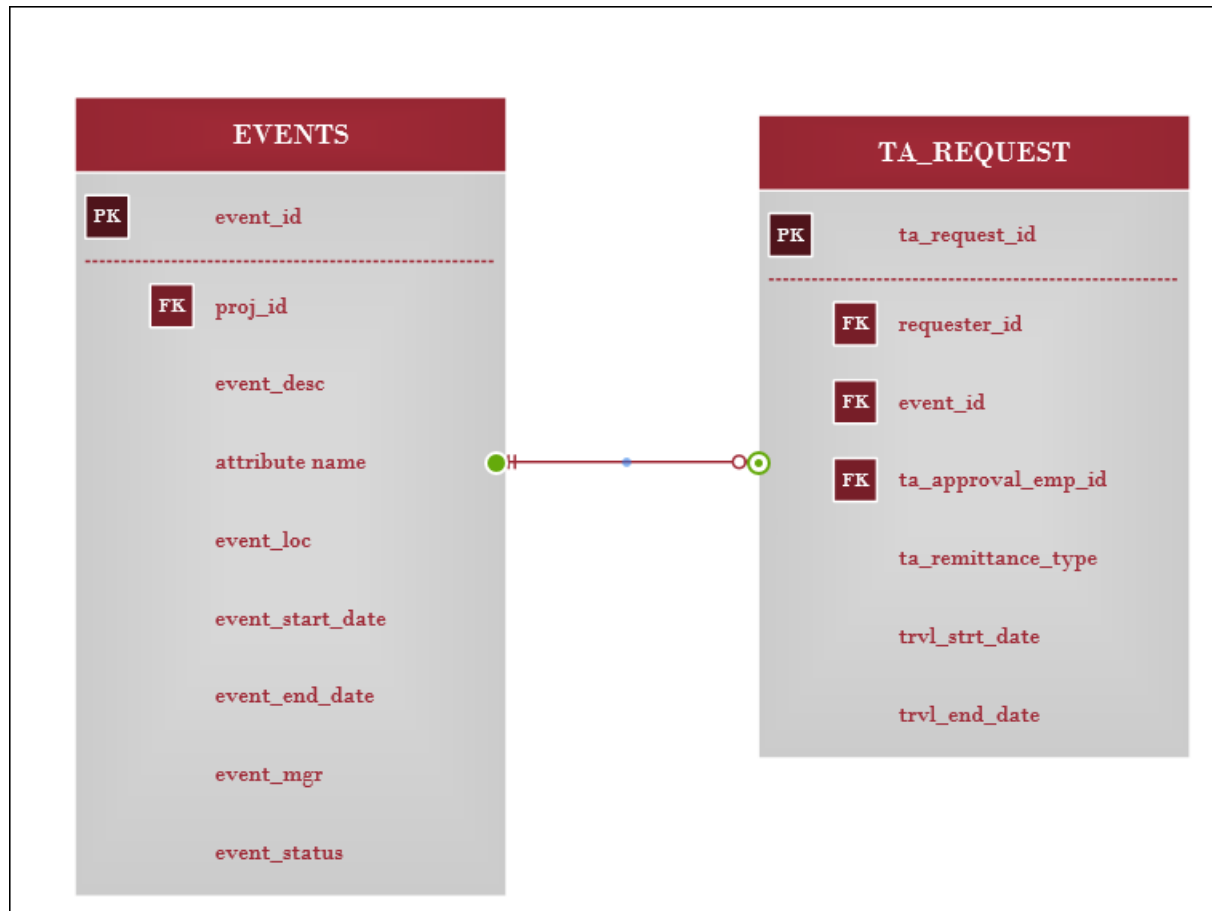 EVENTS
PK event_id
FK proj_id
event_desc
attribute name
event_loc
event_start_date
event_end_date
event_mgr
event_status
TA_REQUEST
PK ta_request_id
FK requester_id
FK event_id
FK ta_approval_emp_id
ta_remittance_type
trvl_strt_date
trvl_end_date